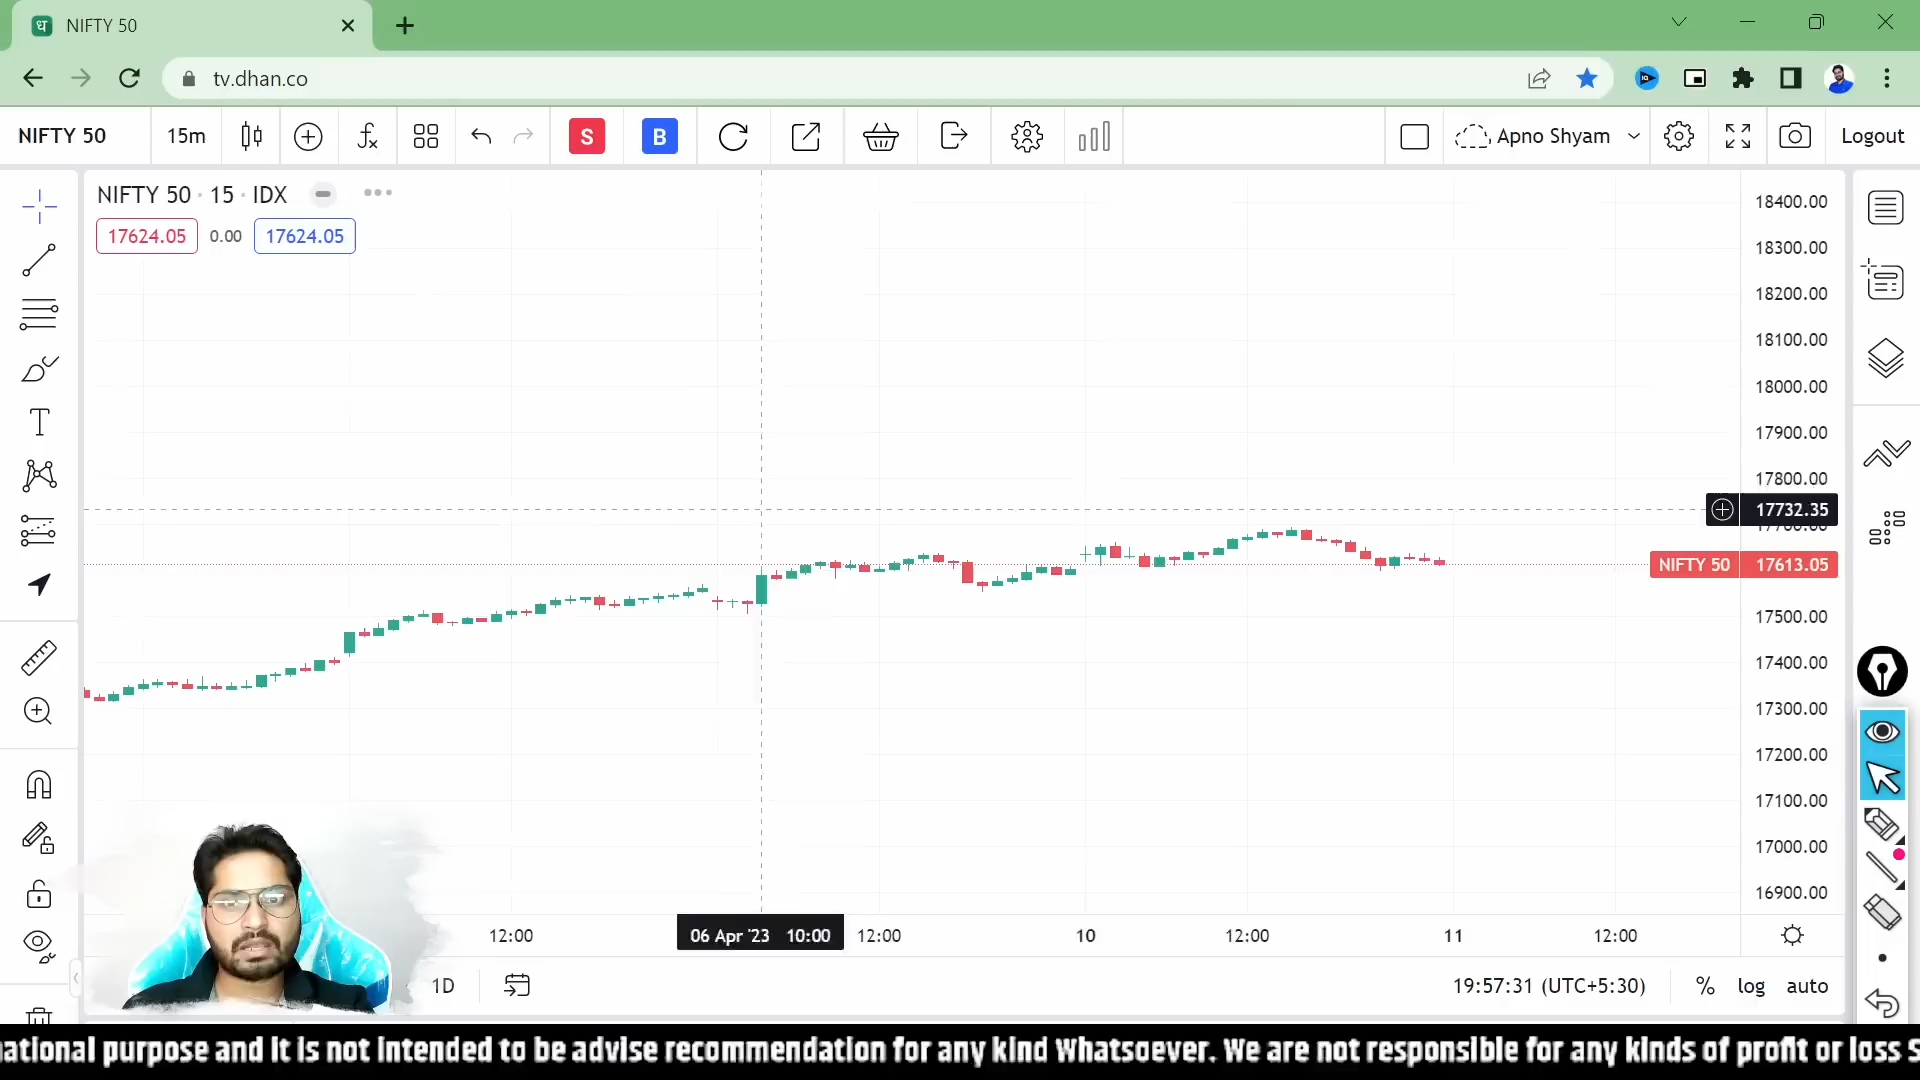 ध NIFTY 50
tv.dhan.co
NIFTY 50 15m S B Apno Shyam Logout
NIFTY 50 · 15 · IDX
17624.05 0.00 17624.05
18400.00
18300.00
18200.00
18100.00
18000.00
17900.00
17800.00
17732.35
17700.00
NIFTY 50 17613.05
17500.00
17400.00
17300.00
17200.00
17100.00
17000.00
16900.00
12:00 06 Apr '23 10:00 12:00 10 12:00 11 12:00
1D 19:57:31 (UTC+5:30) % log auto
ational purpose and it is not intended to be advise recommendation for any kind Whatsoever. We are not responsible for any kinds of profit or loss S